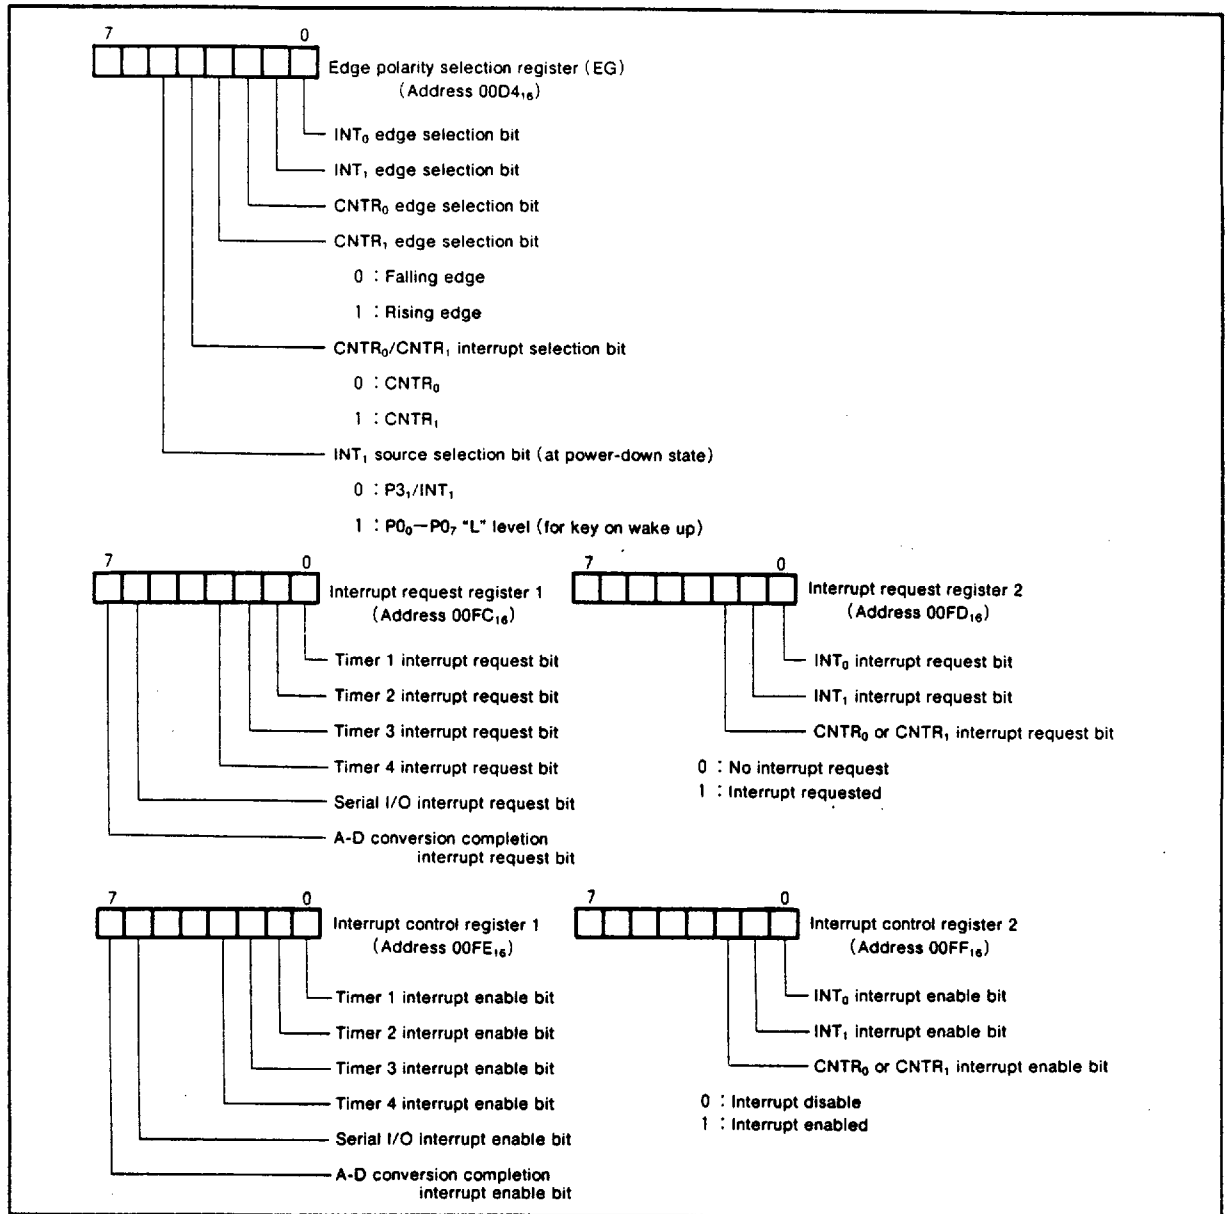 7 0
Edge polarity selection register (EG)
(Address 00D4₁₆)
INT₀ edge selection bit
INT₁ edge selection bit
CNTR₀ edge selection bit
CNTR₁ edge selection bit
0 : Falling edge
1 : Rising edge
CNTR₀/CNTR₁ interrupt selection bit
0 : CNTR₀
1 : CNTR₁
INT₁ source selection bit (at power-down state)
0 : P3₁/INT₁
1 : P0₀—P0₇ "L" level (for key on wake up)
7 0
Interrupt request register 1
(Address 00FC₁₆)
Timer 1 interrupt request bit
Timer 2 interrupt request bit
Timer 3 interrupt request bit
Timer 4 interrupt request bit
Serial I/O interrupt request bit
A-D conversion completion
interrupt request bit
7 0
Interrupt request register 2
(Address 00FD₁₆)
INT₀ interrupt request bit
INT₁ interrupt request bit
CNTR₀ or CNTR₁ interrupt request bit
0 : No interrupt request
1 : Interrupt requested
7 0
Interrupt control register 1
(Address 00FE₁₆)
Timer 1 interrupt enable bit
Timer 2 interrupt enable bit
Timer 3 interrupt enable bit
Timer 4 interrupt enable bit
Serial I/O interrupt enable bit
A-D conversion completion
interrupt enable bit
7 0
Interrupt control register 2
(Address 00FF₁₆)
INT₀ interrupt enable bit
INT₁ interrupt enable bit
CNTR₀ or CNTR₁ interrupt enable bit
0 : Interrupt disable
1 : Interrupt enabled